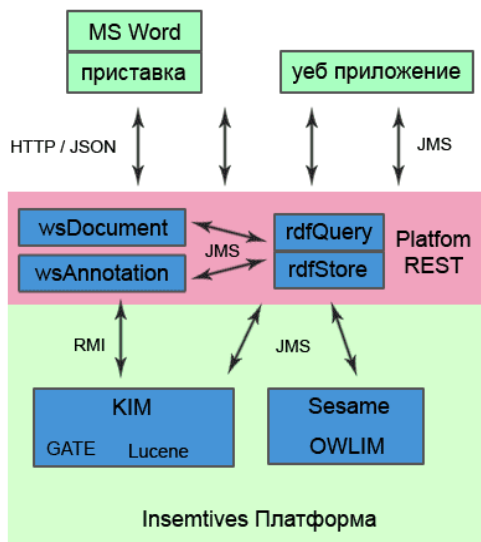 MS Word
приставка
уеб приложение
HTTP / JSON
JMS
wsDocument
wsAnnotation
JMS
rdfQuery
rdfStore
Platfom
REST
RMI
JMS
KIM
GATE Lucene
Sesame
OWLIM
Insemtives Платформа